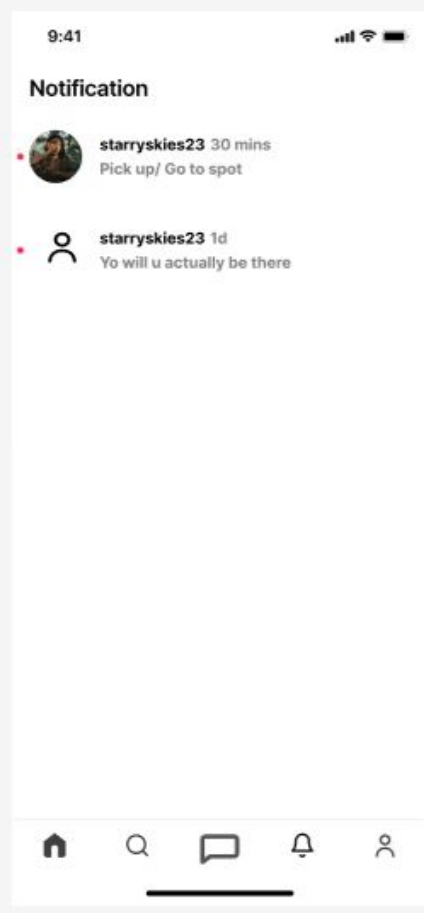 9:41
Notification
starryskies23 30 mins
Pick up/ Go to spot
starryskies23 1d
Yo will u actually be there